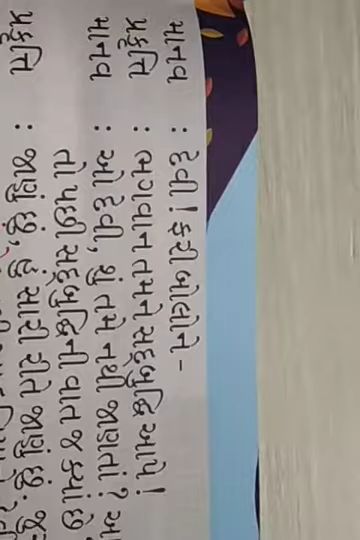 માનવ : દેવી ! ફરી બોલોને –
પ્રકૃતિ : ભગવાન તમને સદ્બુદ્ધિ આપે !
માનવ : ઓ દેવી, શું તમે નથી જાણતાં ?
તો પછી સદ્બુદ્ધિની વાત જ ક્યાં છે
પ્રકૃતિ : જાણું છું, હું સારી રીતે જાણું છું;